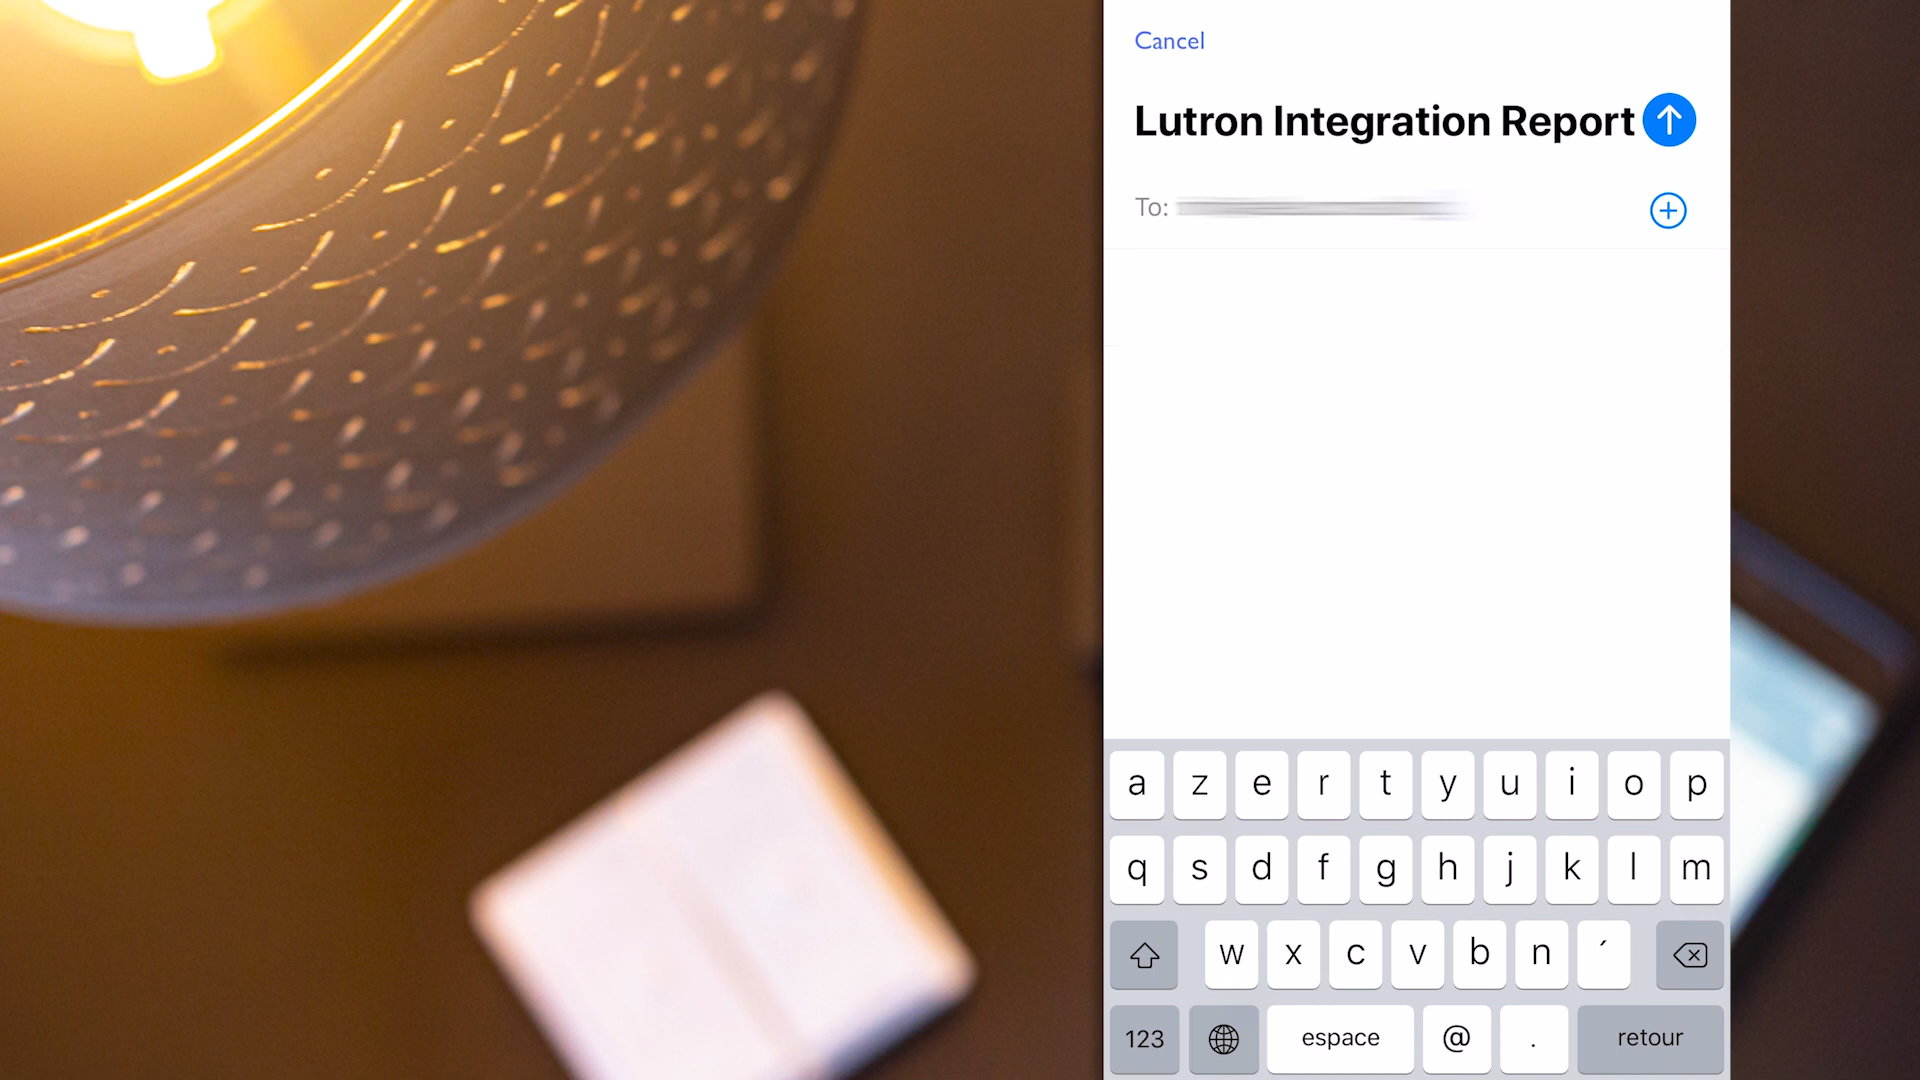 Cancel
Lutron Integration Report
To:
a z e r t y u i o p
q s d f g h j k l m
w x c v b n ´
123 espace @ . retour